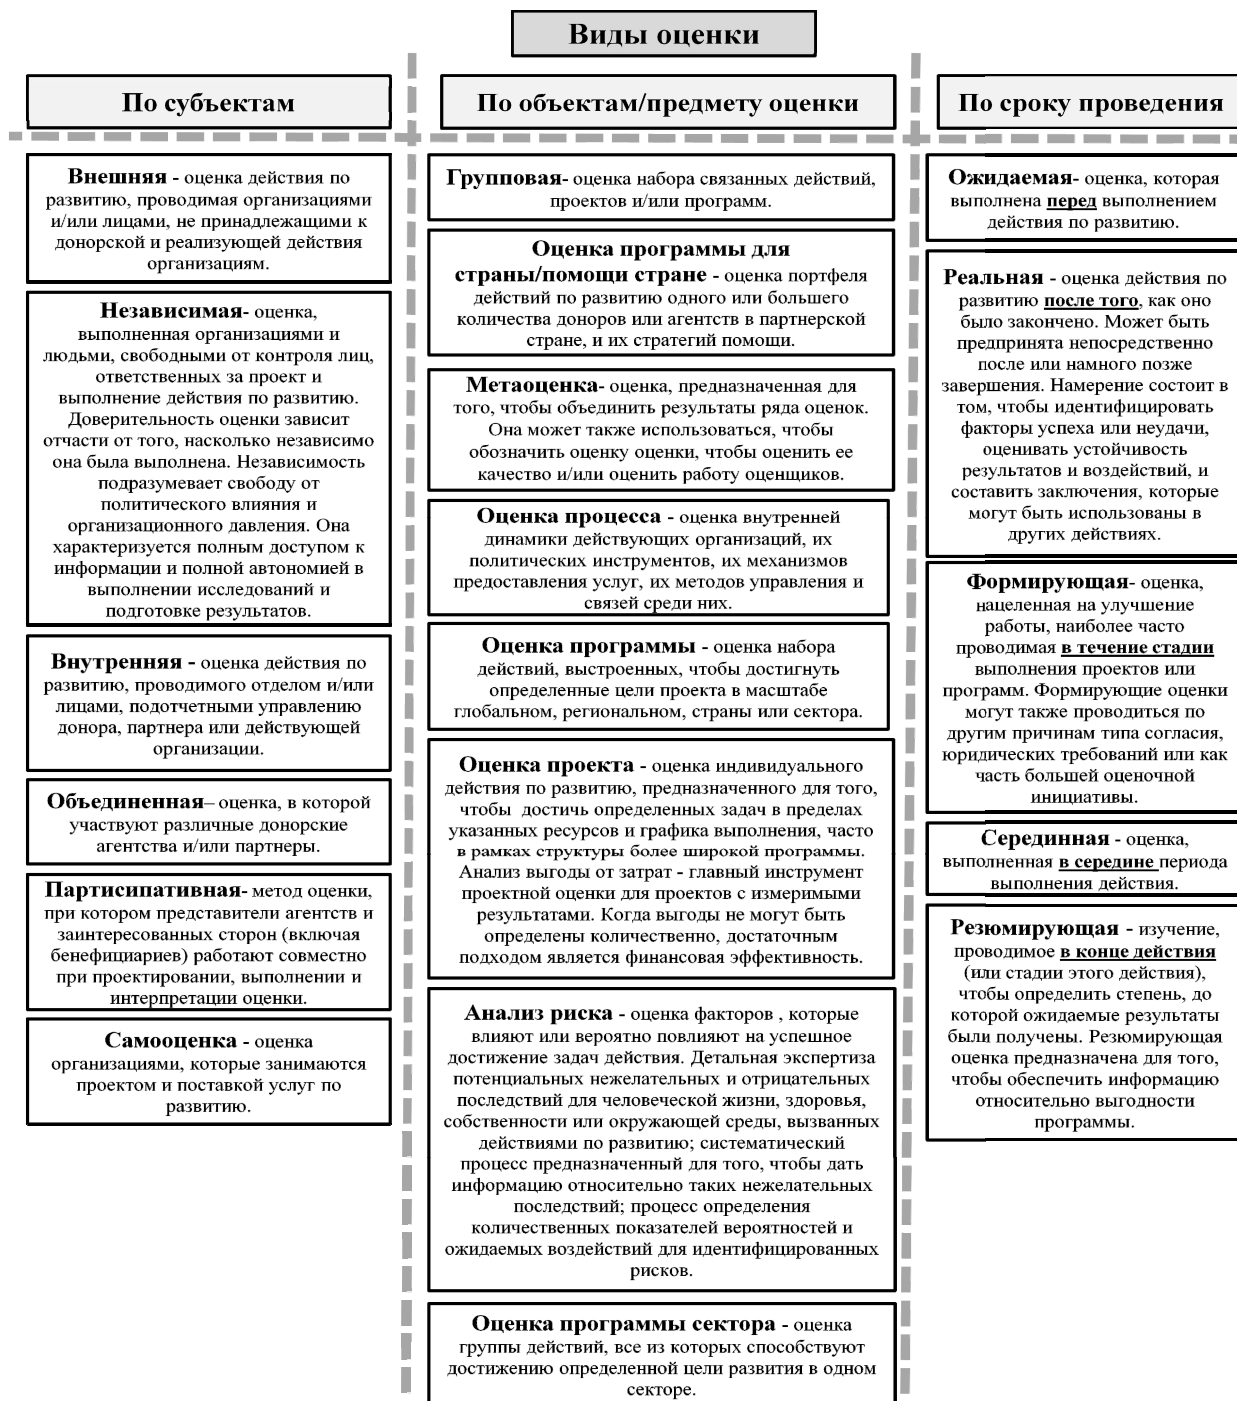 Виды оценки
По субъектам
Внешняя - оценка действия по
развитию, проводимая организациями
и/или лицами, не принадлежащими к
донорской и реализующей действия
организациям.
Независимая- оценка,
выполненная организациями и
людьми, свободными от контроля лиц,
ответственных за проект и
выполнение действия по развитию.
Доверительность оценки зависит
отчасти от того, насколько независимо
она была выполнена. Независимость
подразумевает свободу от
политического влияния и
организационного давления. Она
характеризуется полным доступом к
информации и полной автономией в
выполнении исследований и
подготовке результатов.
Внутренняя - оценка действия по
развитию, проводимого отделом и/или
лицами, подотчетными управлению
донора, партнера или действующей
организации.
Объединенная– оценка, в которой
участвуют различные донорские
агентства и/или партнеры.
Партисипативная- метод оценки,
при котором представители агентств и
заинтересованных сторон (включая
бенефициариев) работают совместно
при проектировании, выполнении и
интерпретации оценки.
Самооценка - оценка
организациями, которые занимаются
проектом и поставкой услуг по
развитию.
По объектам/предмету оценки
Групповая- оценка набора связанных действий,
проектов и/или программ.
Оценка программы для
страны/помощи стране - оценка портфеля
действий по развитию одного или большего
количества доноров или агентств в партнерской
стране, и их стратегий помощи.
Метаоценка- оценка, предназначенная для
того, чтобы объединить результаты ряда оценок.
Она может также использоваться, чтобы
обозначить оценку оценки, чтобы оценить ее
качество и/или оценить работу оценщиков.
Оценка процесса - оценка внутренней
динамики действующих организаций, их
политических инструментов, их механизмов
предоставления услуг, их методов управления и
связей среди них.
Оценка программы - оценка набора
действий, выстроенных, чтобы достигнуть
определенные цели проекта в масштабе
глобальном, региональном, страны или сектора.
Оценка проекта - оценка индивидуального
действия по развитию, предназначенного для того,
чтобы достичь определенных задач в пределах
указанных ресурсов и графика выполнения, часто
в рамках структуры более широкой программы.
Анализ выгоды от затрат - главный инструмент
проектной оценки для проектов с измеримыми
результатами. Когда выгоды не могут быть
определены количественно, достаточным
подходом является финансовая эффективность.
Анализ риска - оценка факторов , которые
влияют или вероятно повлияют на успешное
достижение задач действия. Детальная экспертиза
потенциальных нежелательных и отрицательных
последствий для человеческой жизни, здоровья,
собственности или окружающей среды, вызванных
действиями по развитию; систематический
процесс предназначенный для того, чтобы дать
информацию относительно таких нежелательных
последствий; процесс определения
количественных показателей вероятностей и
ожидаемых воздействий для идентифицированных
рисков.
Оценка программы сектора - оценка
группы действий, все из которых способствуют
достижению определенной цели развития в одном
секторе.
По сроку проведения
Ожидаемая- оценка, которая
выполнена перед выполнением
действия по развитию.
Реальная - оценка действия по
развитию после того, как оно
было закончено. Может быть
предпринята непосредственно
после или намного позже
завершения. Намерение состоит в
том, чтобы идентифицировать
факторы успеха или неудачи,
оценивать устойчивость
результатов и воздействий, и
составить заключения, которые
могут быть использованы в
других действиях.
Формирующая- оценка,
нацеленная на улучшение
работы, наиболее часто
проводимая в течение стадии
выполнения проектов или
программ. Формирующие оценки
могут также проводиться по
другим причинам типа согласия,
юридических требований или как
часть большей оценочной
инициативы.
Серединная - оценка,
выполненная в середине периода
выполнения действия.
Резюмирующая - изучение,
проводимое в конце действия
(или стадии этого действия),
чтобы определить степень, до
которой ожидаемые результаты
были получены. Резюмирующая
оценка предназначена для того,
чтобы обеспечить информацию
относительно выгодности
программы.